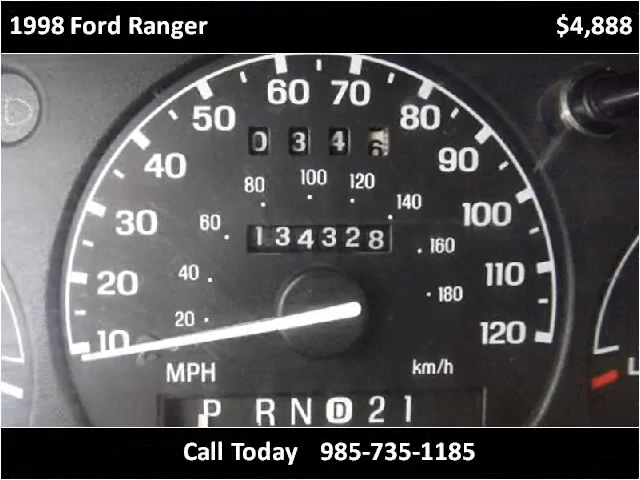 1998 Ford Ranger $4,888
60 70
50 80
0 3 4 6
40 90
80 100 120
140
30 60 100
134328
160
20 40 110
180
20
10 120
MPH km/h
P R N D 2 1
L
Call Today 985-735-1185